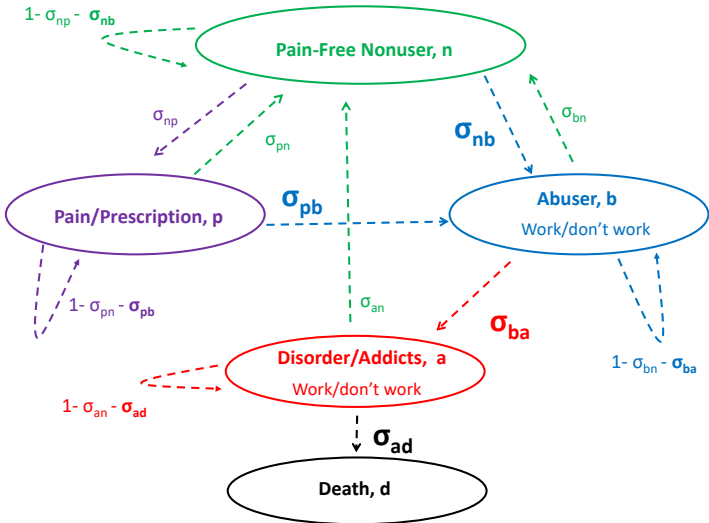 1- σnp - σnb
Pain-Free Nonuser, n
σnp
σpn
σnb
σbn
Pain/Prescription, p
σpb
Abuser, b
Work/don’t work
1- σpn - σpb
σan
σba
Disorder/Addicts, a
Work/don’t work
1- σbn - σba
1- σan - σad
σad
Death, d